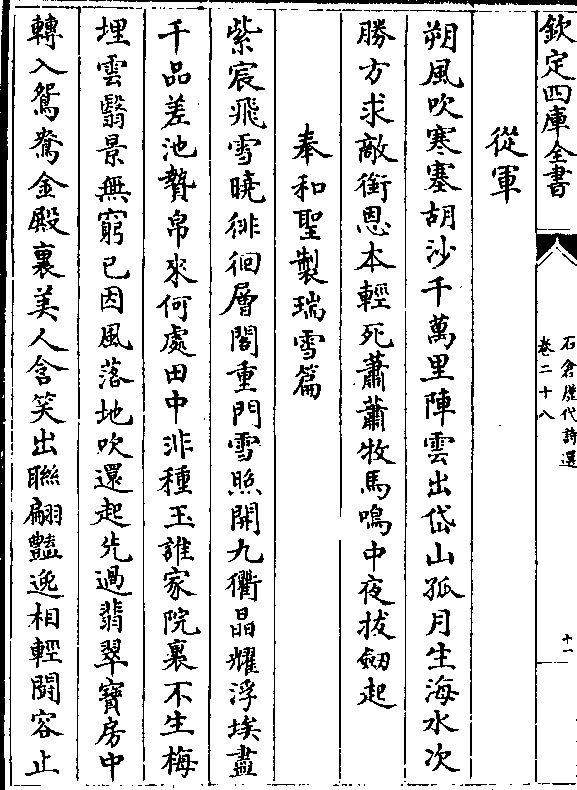 欽定四庫全書
石倉歴代詩選
卷二十八
十一
從軍
朔風吹寒塞胡沙千萬里陣雲出岱山孤月生海水次
勝方求敵銜恩本輕死蕭蕭牧馬鳴中夜拔劒起
奉和聖製瑞雪篇
紫宸飛雪曉徘徊層閣重門雪照開九衢晶耀浮埃盡
千品差池贄帛來何處田中非種玉誰家院裏不生梅
埋雲翳景無窮已因風落地吹還起先過翡翠寶房中
轉入鴛鴦金殿裏美人含笑出聯翩豔逸相輕鬪容止